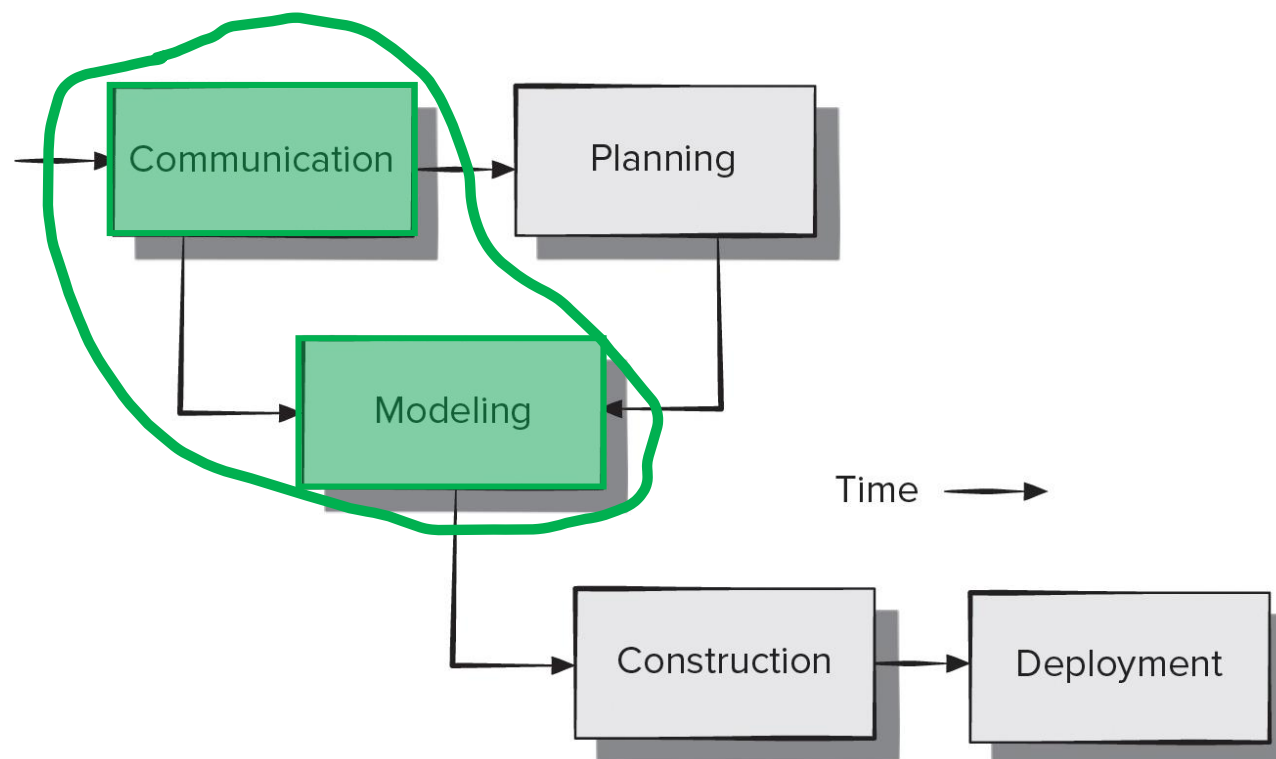 Communication
Planning
Modeling
Time
Construction
Deployment